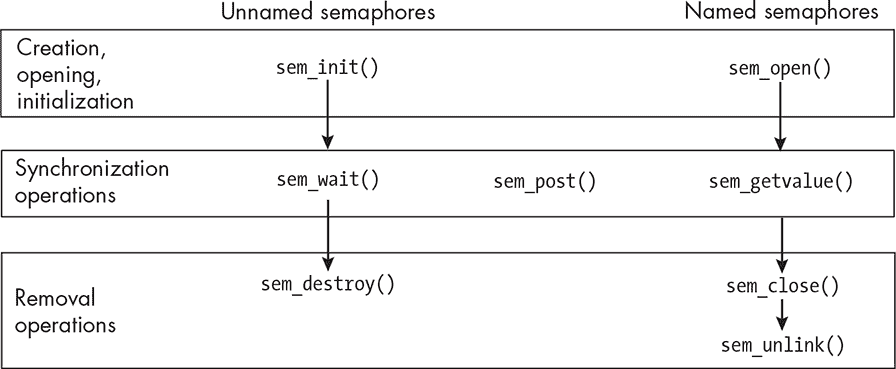 Unnamed semaphores Named semaphores
Creation,
opening,
initialization
sem_init() sem_open()
Synchronization
operations
sem_wait() sem_post() sem_getvalue()
Removal
operations
sem_destroy() sem_close()
sem_unlink()